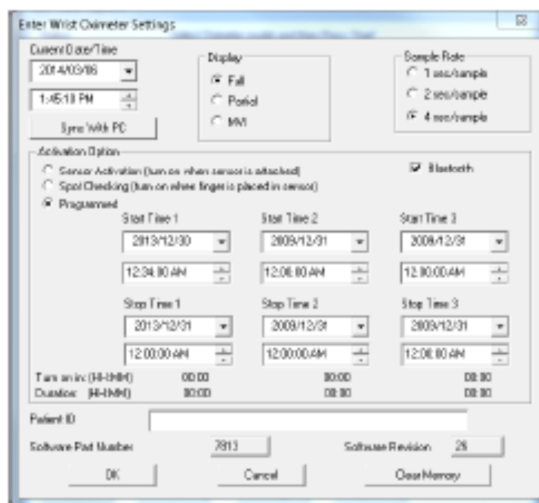 Enter Wrist Oximeter Settings
Current Date/Time
2014/03/06
1:45:19 PM
Sync With PC
Display
Full
Partial
MVI
Sample Rate
1 sec/sample
2 sec/sample
4 sec/sample
Activation Option
Sensor Activation (turn on when sensor is attached)
Spot Checking (turn on when finger is placed in sensor)
Programmed
Bluetooth
Start Time 1 Start Time 2 Start Time 3
2013/12/30 2009/12/31 2009/12/31
12:34:00 AM 12:00:00 AM 12:00:00 AM
Stop Time 1 Stop Time 2 Stop Time 3
2013/12/31 2009/12/31 2009/12/31
12:00:00 AM 12:00:00 AM 12:00:00 AM
Turn on in: (HH:MM) 00:00 00:00 00:00
Duration: (HH:MM) 00:00 00:00 00:00
Patient ID
Software Part Number 7813 Software Revision 26
OK Cancel Clear Memory